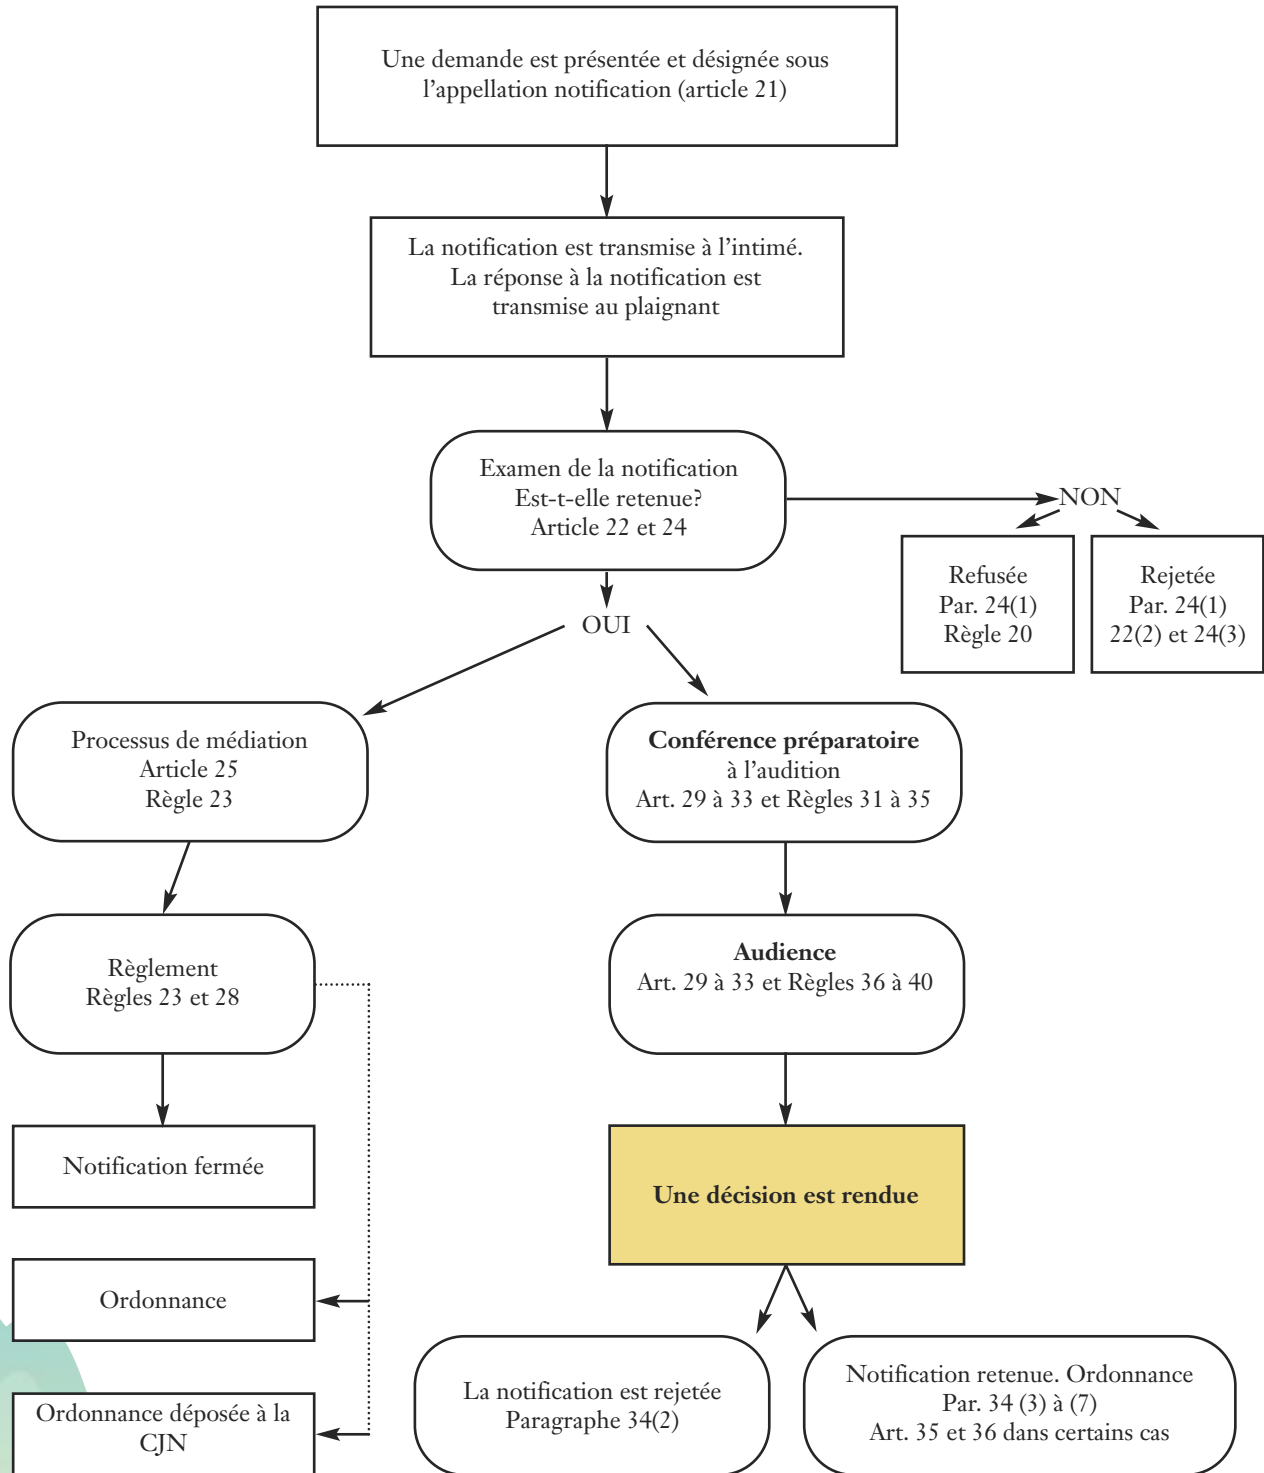 Une demande est présentée et désignée sous
l’appellation notification (article 21)
La notification est transmise à l’intimé.
La réponse à la notification est
transmise au plaignant
Examen de la notification
Est-t-elle retenue?
Article 22 et 24
NON
Refusée
Par. 24(1)
Règle 20
Rejetée
Par. 24(1)
22(2) et 24(3)
OUI
Processus de médiation
Article 25
Règle 23
Conférence préparatoire
à l’audition
Art. 29 à 33 et Règles 31 à 35
Règlement
Règles 23 et 28
Audience
Art. 29 à 33 et Règles 36 à 40
Notification fermée
Une décision est rendue
Ordonnance
Ordonnance déposée à la
CJN
La notification est rejetée
Paragraphe 34(2)
Notification retenue. Ordonnance
Par. 34 (3) à (7)
Art. 35 et 36 dans certains cas